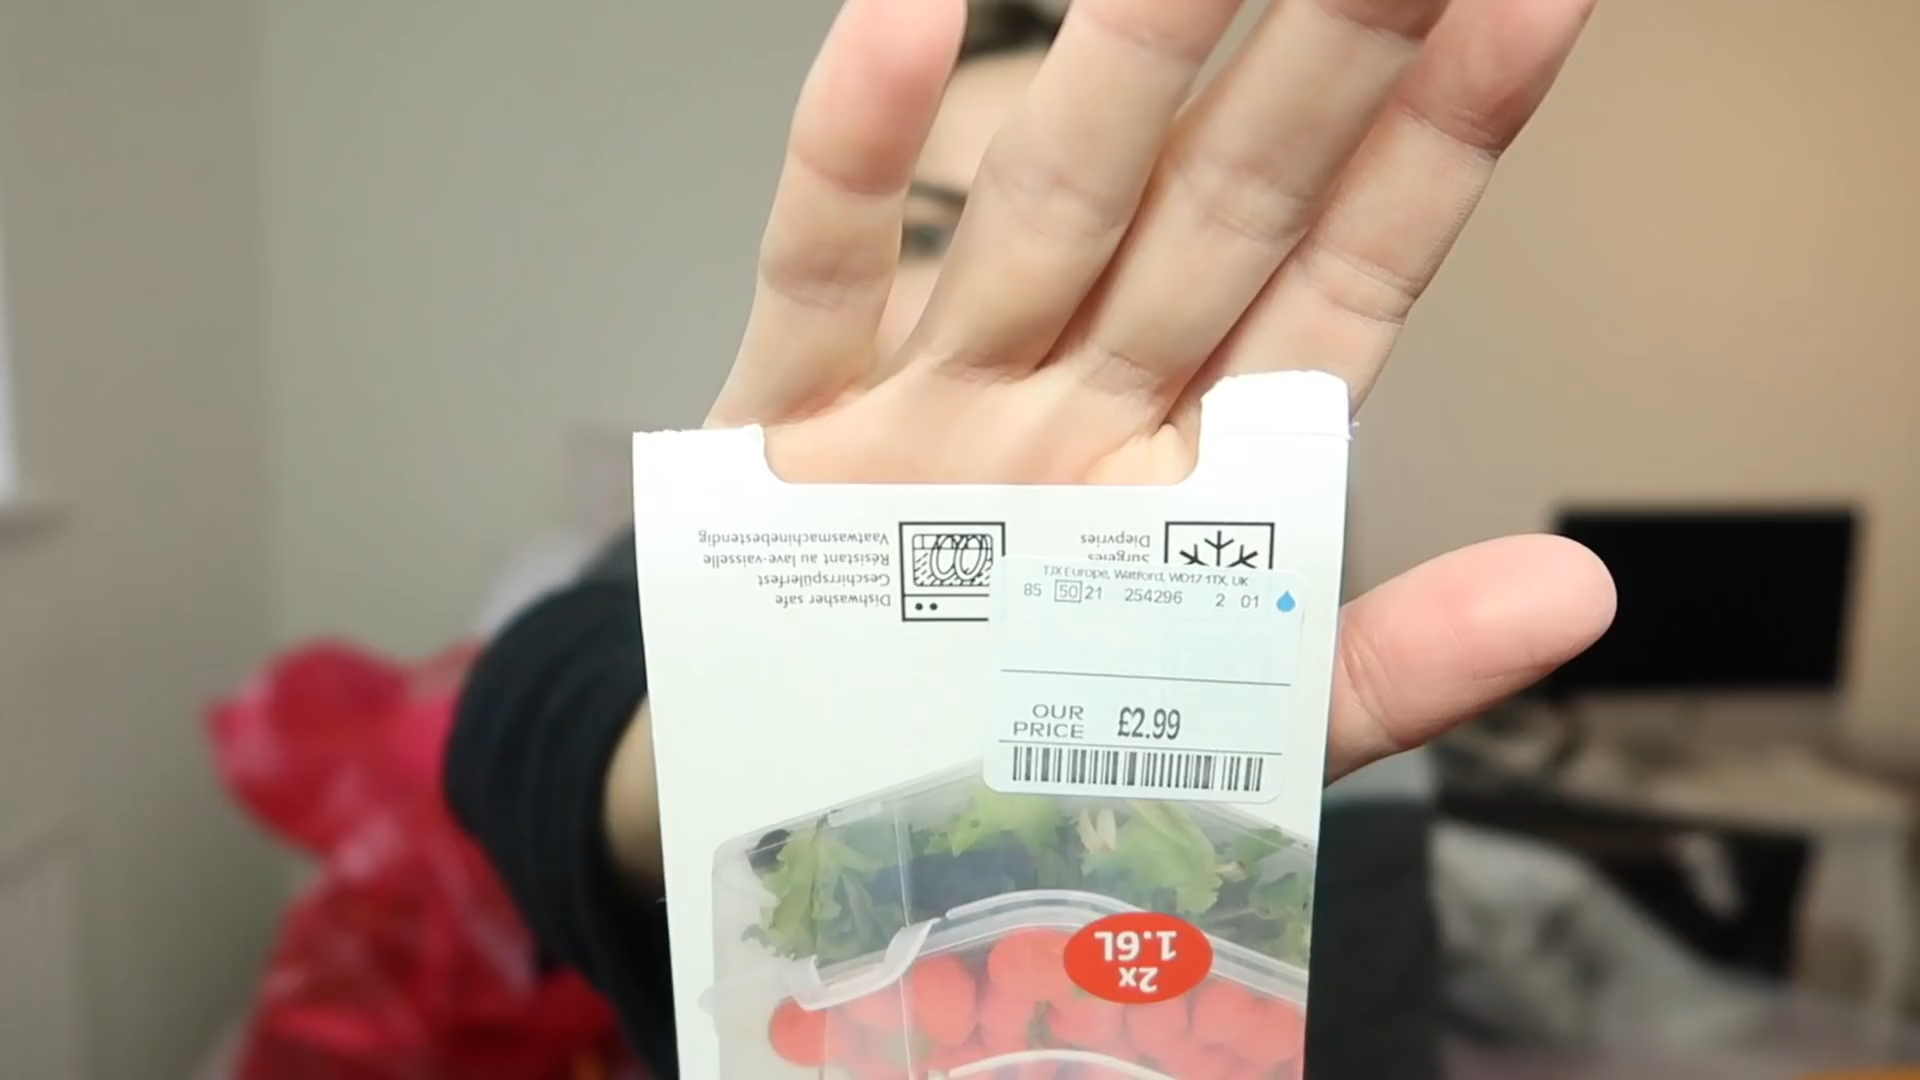 Vaatwasmachinebestendig
Résistant au lave-vaisselle
Geschirrspülerfest
Dishwasher safe
Diepvries
Surgelés
TJX Europe, Watford, WD17 1TX, UK
85 50 21 254296 2 01
OUR
PRICE £2.99
2x
1.6L